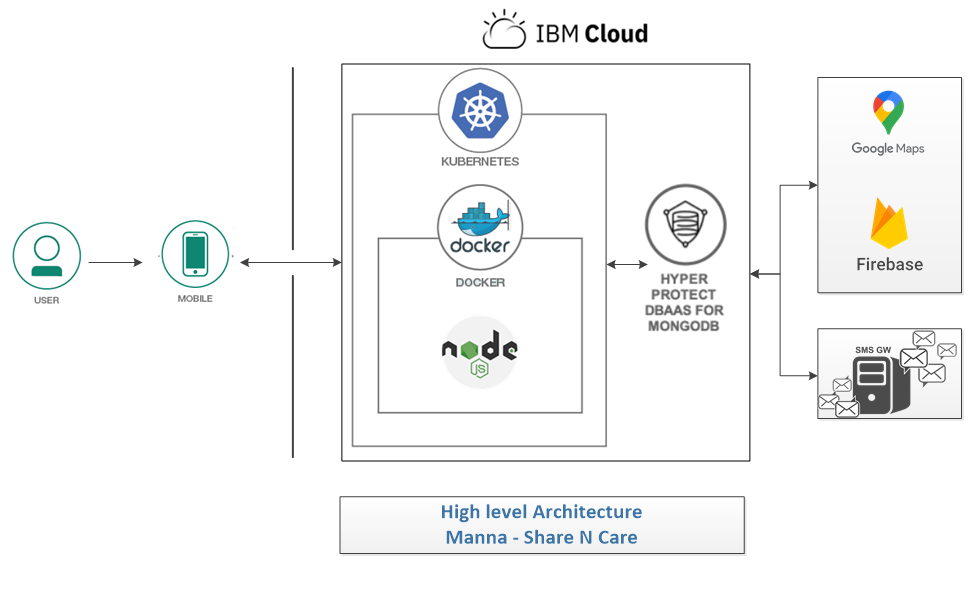 IBM Cloud
KUBERNETES
docker
DOCKER
node
JS
USER
MOBILE
HYPER
PROTECT
DBAAS FOR
MONGODB
Google Maps
Firebase
SMS GW
High level Architecture
Manna - Share N Care